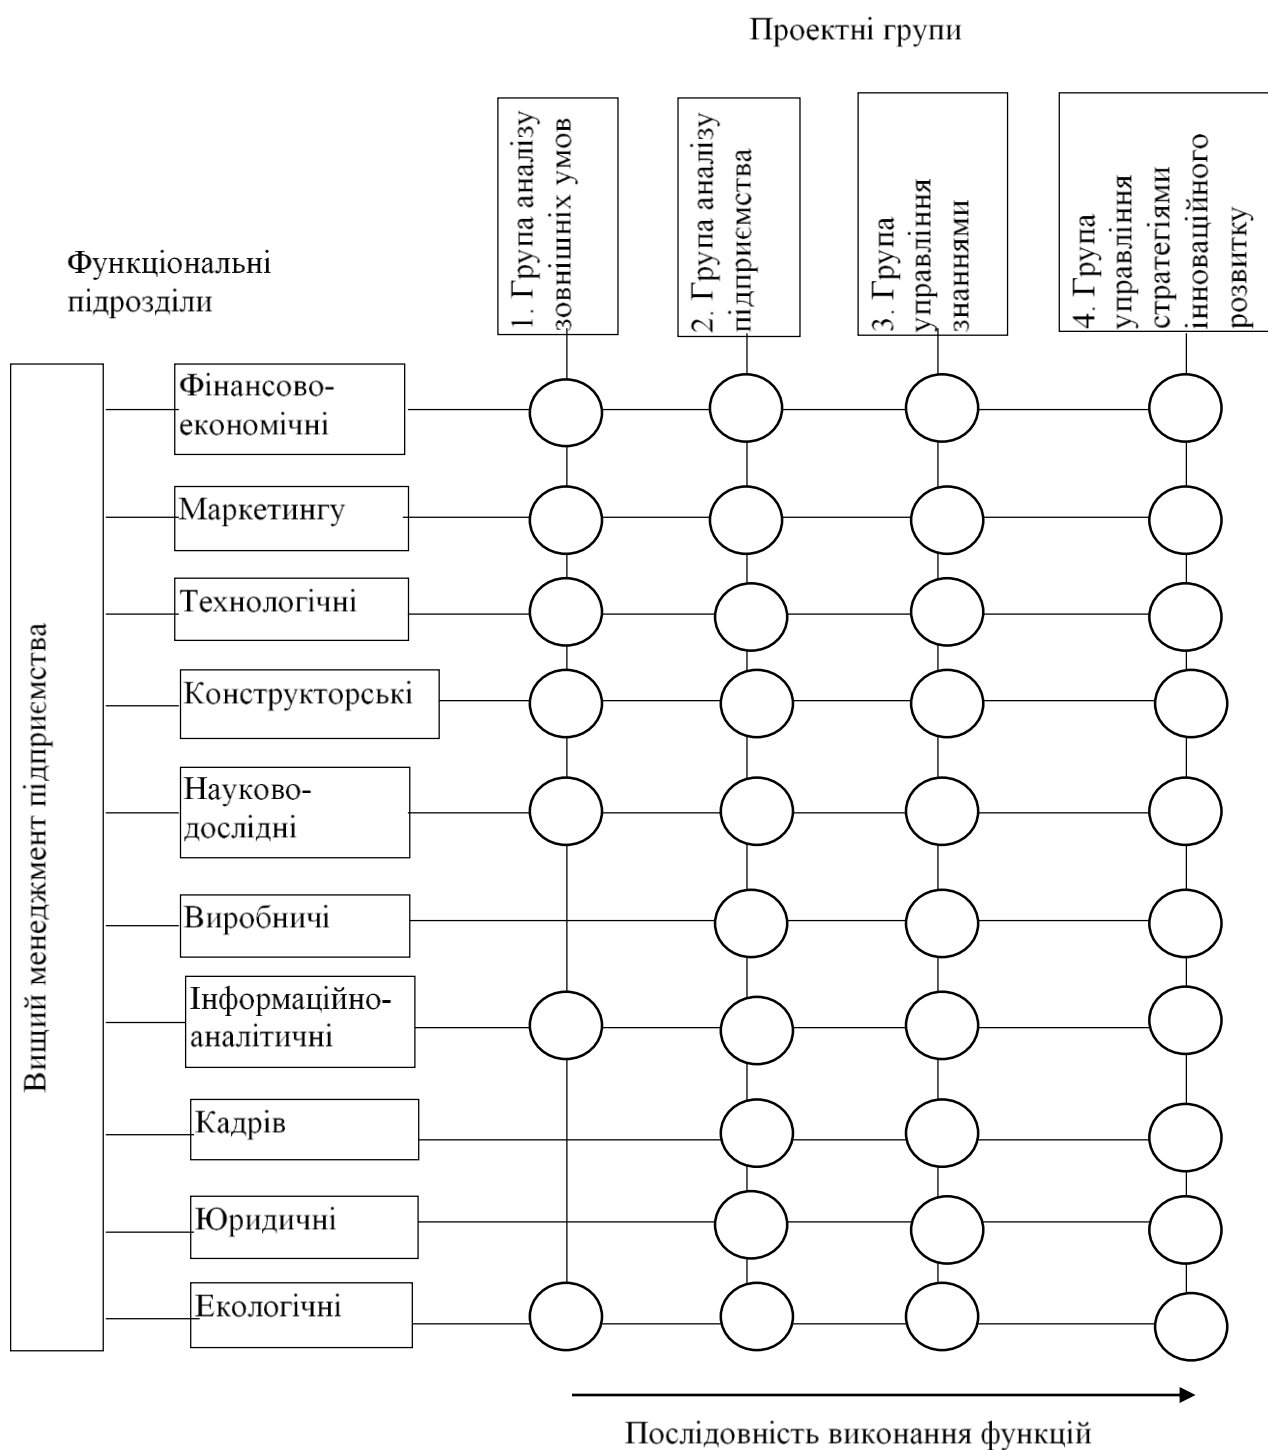 Проектні групи
1. Група аналізу
зовнішніх умов
2. Група аналізу
підприємства
3. Група
управління
знаннями
4. Група
управління
стратегіями
інноваційного
розвитку
Функціональні
підрозділи
Вищий менеджмент підприємства
Фінансово-
економічні
Маркетингу
Технологічні
Конструкторські
Науково-
дослідні
Виробничі
Інформаційно-
аналітичні
Кадрів
Юридичні
Екологічні
Послідовність виконання функцій